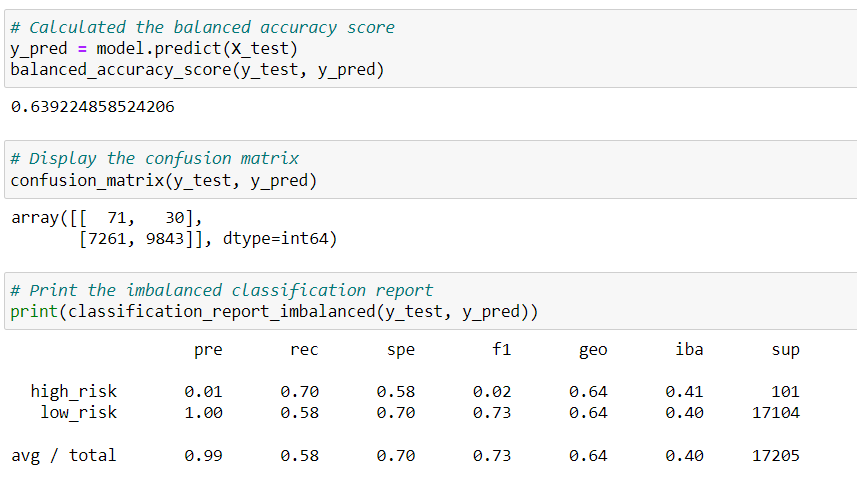 # Calculated the balanced accuracy score
y_pred = model.predict(X_test)
balanced_accuracy_score(y_test, y_pred)
0.639224858524206
# Display the confusion matrix
confusion_matrix(y_test, y_pred)
array([[  71,   30],
       [7261, 9843]], dtype=int64)
# Print the imbalanced classification report
print(classification_report_imbalanced(y_test, y_pred))
pre rec spe f1 geo iba sup
high_risk 0.01 0.70 0.58 0.02 0.64 0.41 101
low_risk 1.00 0.58 0.70 0.73 0.64 0.40 17104
avg / total 0.99 0.58 0.70 0.73 0.64 0.40 17205